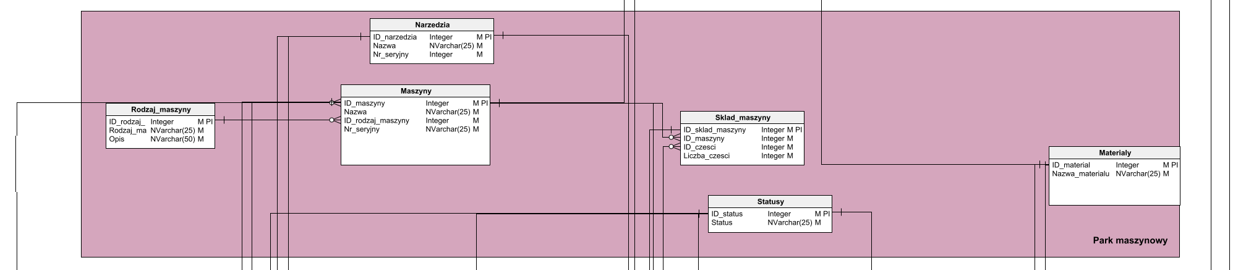 Narzedzia
ID_narzedzia Integer M PI
Nazwa NVarchar(25) M
Nr_seryjny Integer M
Maszyny
ID_maszyny Integer M PI
Nazwa NVarchar(25) M
ID_rodzaj_maszyny Integer M
Nr_seryjny NVarchar(25) M
Rodzaj_maszyny
ID_rodzaj_ Integer M PI
Rodzaj_ma NVarchar(25) M
Opis NVarchar(50) M
Sklad_maszyny
ID_sklad_maszyny Integer M PI
ID_maszyny Integer M
ID_czesci Integer M
Liczba_czesci Integer M
Materialy
ID_material Integer M PI
Nazwa_materialu NVarchar(25) M
Statusy
ID_status Integer M PI
Status NVarchar(25) M
Park maszynowy